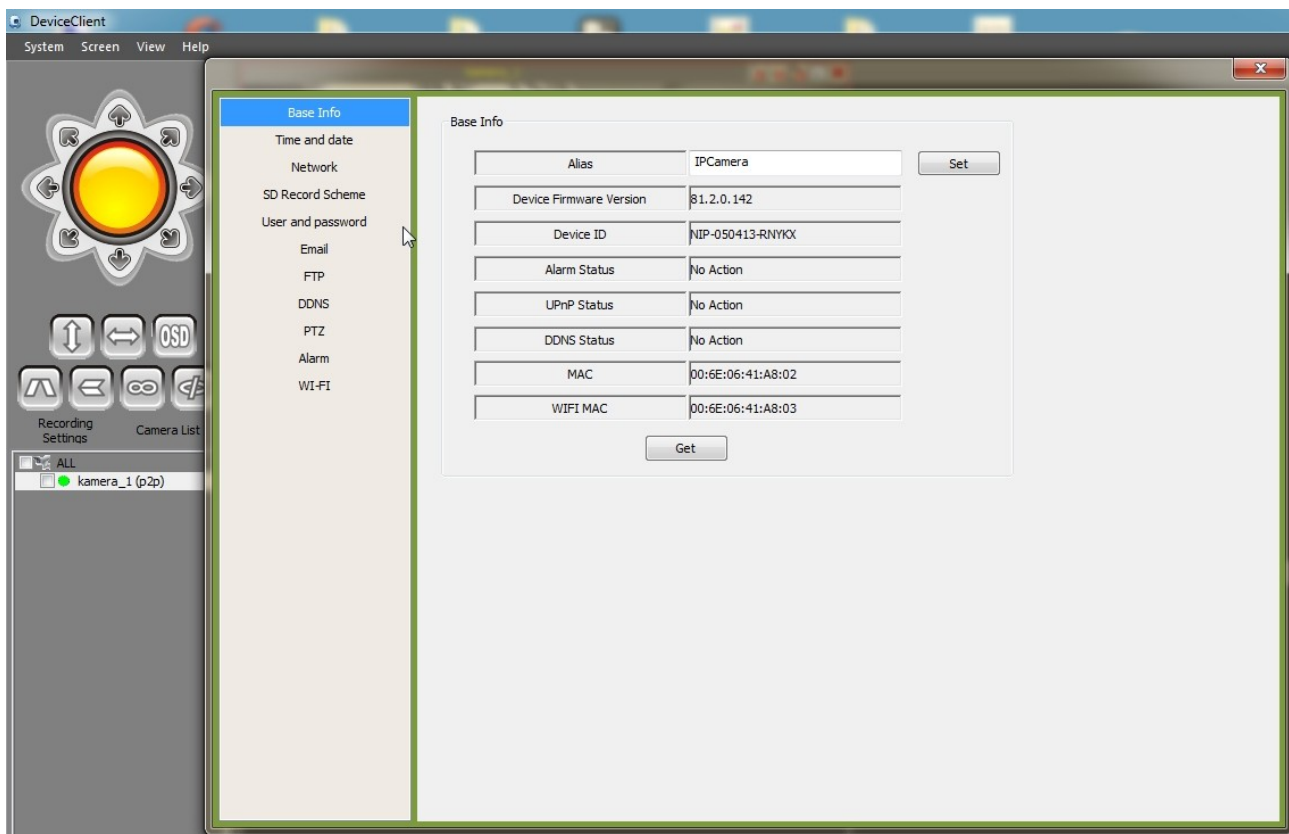 DeviceClient
System Screen View Help
x
Base Info
Time and date
Network
SD Record Scheme
User and password
Email
FTP
DDNS
PTZ
Alarm
WI-FI
Base Info
Alias IPCamera Set
Device Firmware Version 81.2.0.142
Device ID NIP-050413-RNYKX
Alarm Status No Action
UPnP Status No Action
DDNS Status No Action
MAC 00:6E:06:41:A8:02
WIFI MAC 00:6E:06:41:A8:03
Get
OSD
Recording
Settings
Camera List
ALL
kamera_1 (p2p)